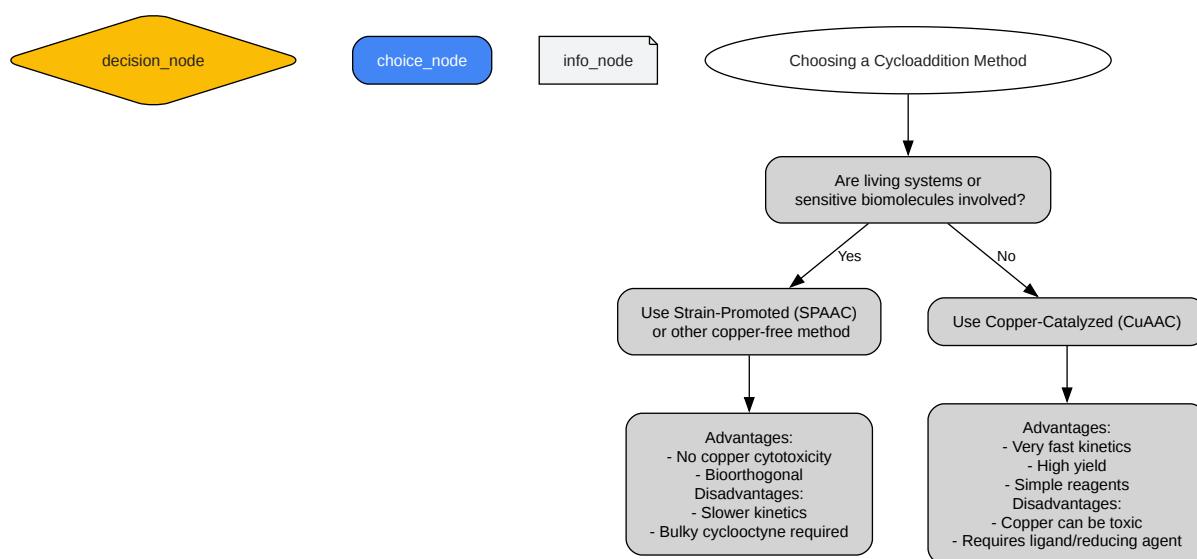 decision_node
choice_node
info_node
Choosing a Cycloaddition Method
Are living systems or
sensitive biomolecules involved?
Yes
No
Use Strain-Promoted (SPAAC)
or other copper-free method
Use Copper-Catalyzed (CuAAC)
Advantages:
- No copper cytotoxicity
- Bioorthogonal
Disadvantages:
- Slower kinetics
- Bulky cyclooctyne required
Advantages:
- Very fast kinetics
- High yield
- Simple reagents
Disadvantages:
- Copper can be toxic
- Requires ligand/reducing agent